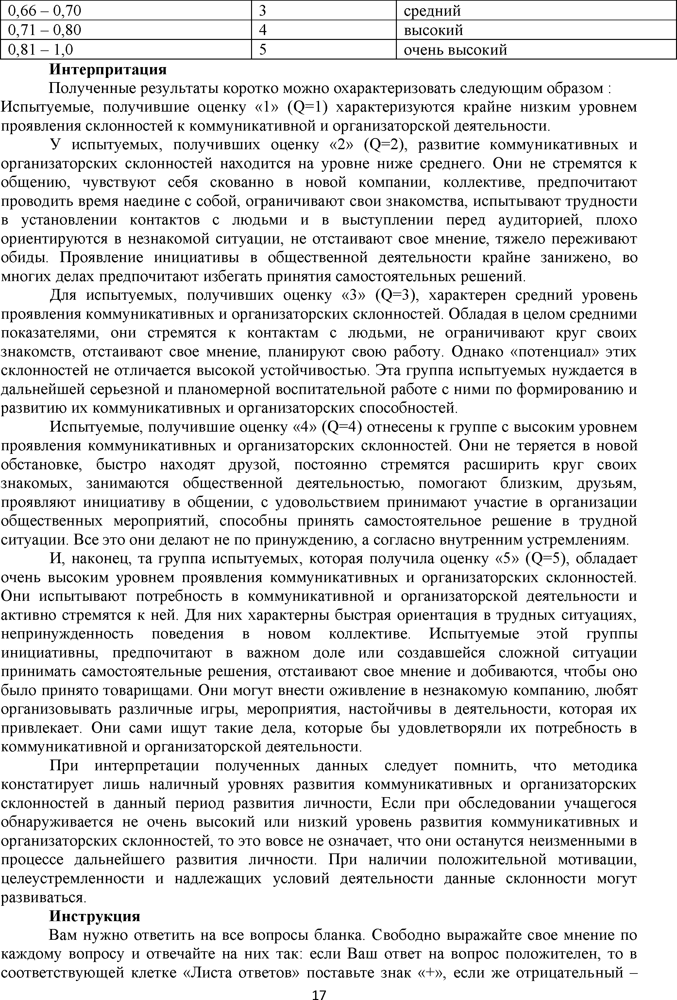 0,66 – 0,70 3 средний
0,71 – 0,80 4 высокий
0,81 – 1,0 5 очень высокий
Интерпритация
Полученные результаты коротко можно охарактеризовать следующим образом :
Испытуемые, получившие оценку «1» (Q=1) характеризуются крайне низким уровнем
проявления склонностей к коммуникативной и организаторской деятельности.
У испытуемых, получивших оценку «2» (Q=2), развитие коммуникативных и
организаторских склонностей находится на уровне ниже среднего. Они не стремятся к
общению, чувствуют себя скованно в новой компании, коллективе, предпочитают
проводить время наедине с собой, ограничивают свои знакомства, испытывают трудности
в установлении контактов с людьми и в выступлении перед аудиторией, плохо
ориентируются в незнакомой ситуации, не отстаивают свое мнение, тяжело переживают
обиды. Проявление инициативы в общественной деятельности крайне занижено, во
многих делах предпочитают избегать принятия самостоятельных решений.
Для испытуемых, получивших оценку «3» (Q=3), характерен средний уровень
проявления коммуникативных и организаторских склонностей. Обладая в целом средними
показателями, они стремятся к контактам с людьми, не ограничивают круг своих
знакомств, отстаивают свое мнение, планируют свою работу. Однако «потенциал» этих
склонностей не отличается высокой устойчивостью. Эта группа испытуемых нуждается в
дальнейшей серьезной и планомерной воспитательной работе с ними по формированию и
развитию их коммуникативных и организаторских способностей.
Испытуемые, получившие оценку «4» (Q=4) отнесены к группе с высоким уровнем
проявления коммуникативных и организаторских склонностей. Они не теряется в новой
обстановке, быстро находят друзой, постоянно стремятся расширить круг своих
знакомых, занимаются общественной деятельностью, помогают близким, друзьям,
проявляют инициативу в общении, с удовольствием принимают участие в организации
общественных мероприятий, способны принять самостоятельное решение в трудной
ситуации. Все это они делают не по принуждению, а согласно внутренним устремлениям.
И, наконец, та группа испытуемых, которая получила оценку «5» (Q=5), обладает
очень высоким уровнем проявления коммуникативных и организаторских склонностей.
Они испытывают потребность в коммуникативной и организаторской деятельности и
активно стремятся к ней. Для них характерны быстрая ориентация в трудных ситуациях,
непринужденность поведения в новом коллективе. Испытуемые этой группы
инициативны, предпочитают в важном доле или создавшейся сложной ситуации
принимать самостоятельные решения, отстаивают свое мнение и добиваются, чтобы оно
было принято товарищами. Они могут внести оживление в незнакомую компанию, любят
организовывать различные игры, мероприятия, настойчивы в деятельности, которая их
привлекает. Они сами ищут такие дела, которые бы удовлетворяли их потребность в
коммуникативной и организаторской деятельности.
При интерпретации полученных данных следует помнить, что методика
констатирует лишь наличный уровнях развития коммуникативных и организаторских
склонностей в данный период развития личности, Если при обследовании учащегося
обнаруживается не очень высокий или низкий уровень развития коммуникативных и
организаторских склонностей, то это вовсе не означает, что они останутся неизменными в
процессе дальнейшего развития личности. При наличии положительной мотивации,
целеустремленности и надлежащих условий деятельности данные склонности могут
развиваться.
Инструкция
Вам нужно ответить на все вопросы бланка. Свободно выражайте свое мнение по
каждому вопросу и отвечайте на них так: если Ваш ответ на вопрос положителен, то в
соответствующей клетке «Листа ответов» поставьте знак «+», если же отрицательный –
17